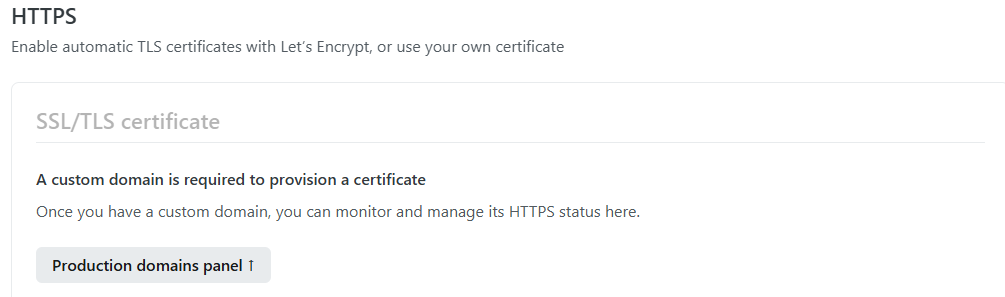 HTTPS
Enable automatic TLS certificates with Let’s Encrypt, or use your own certificate
SSL/TLS certificate
A custom domain is required to provision a certificate
Once you have a custom domain, you can monitor and manage its HTTPS status here.
Production domains panel ↑